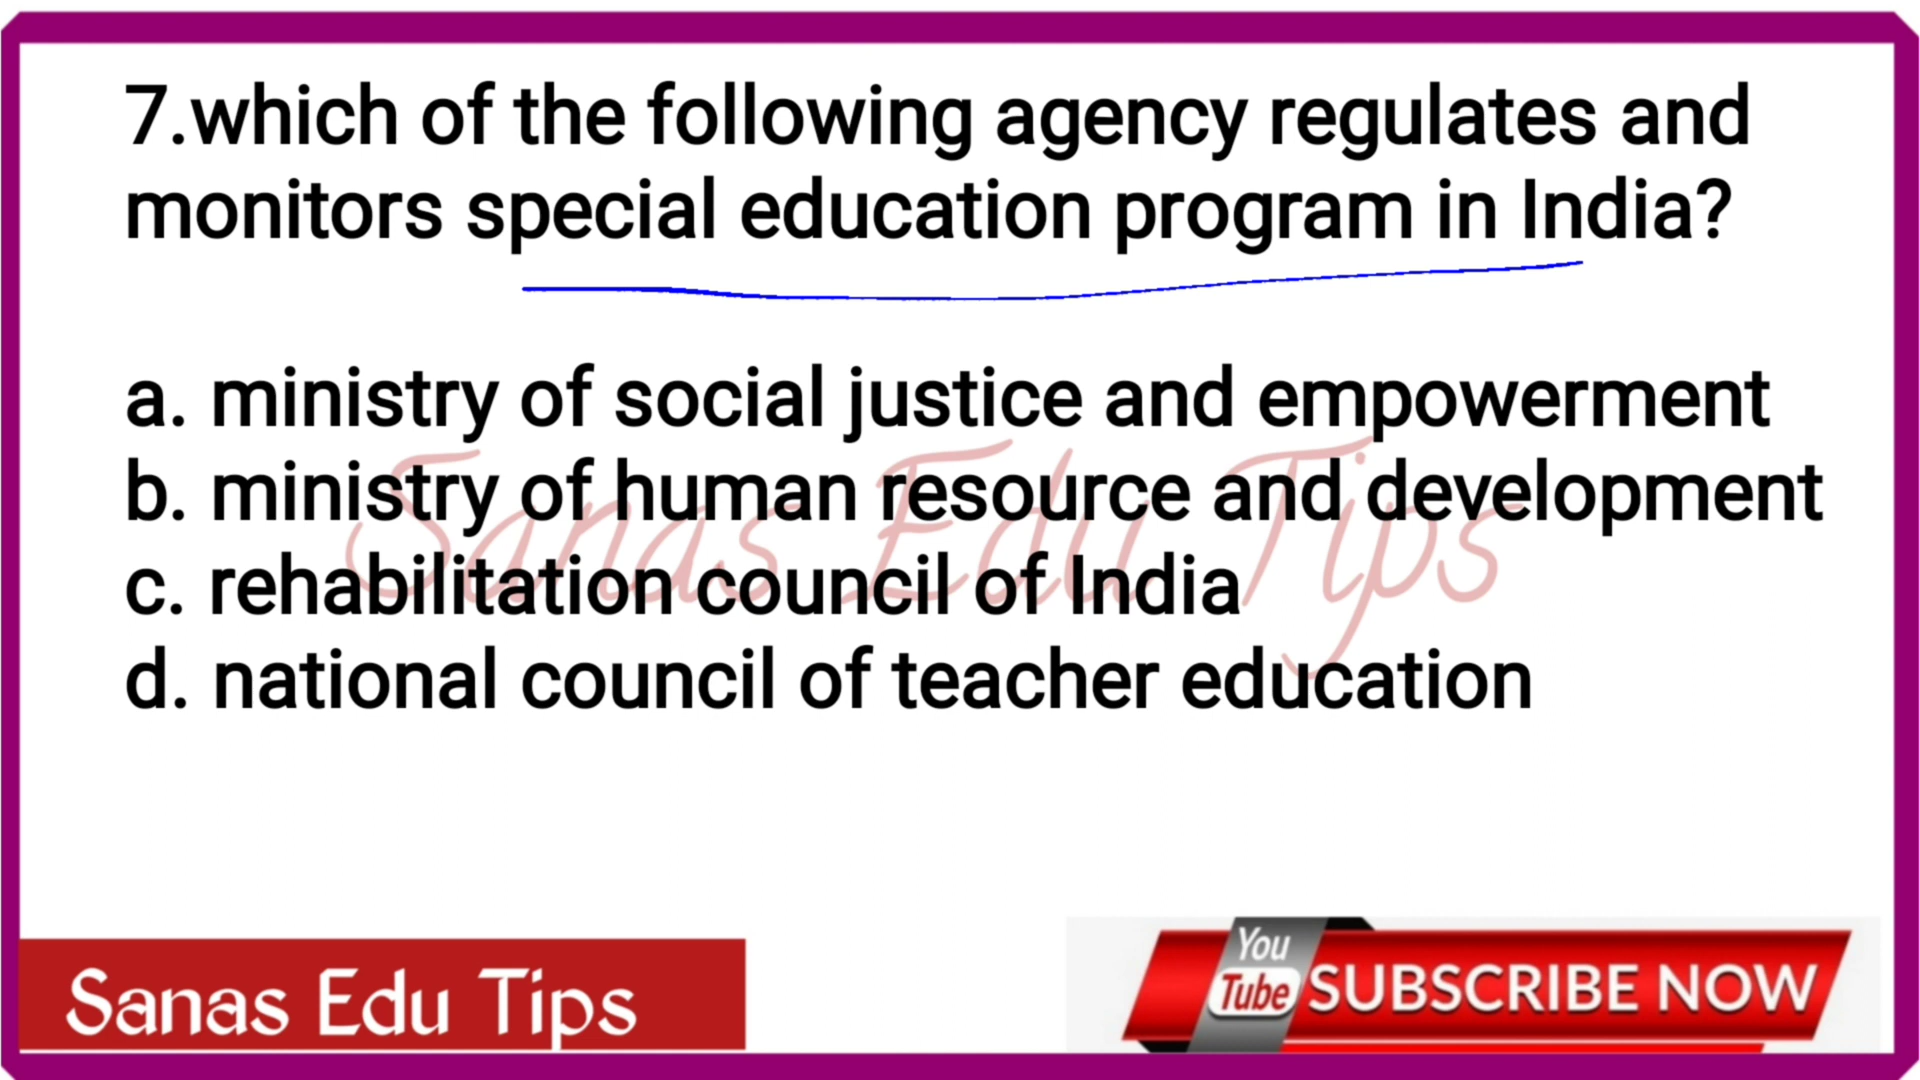 7.which of the following agency regulates and
monitors special education program in India?
a. ministry of social justice and empowerment
b. ministry of human resource and development
c. rehabilitation council of India
d. national council of teacher education
Sanas Edu Tips
Sanas Edu Tips
You
Tube
SUBSCRIBE NOW